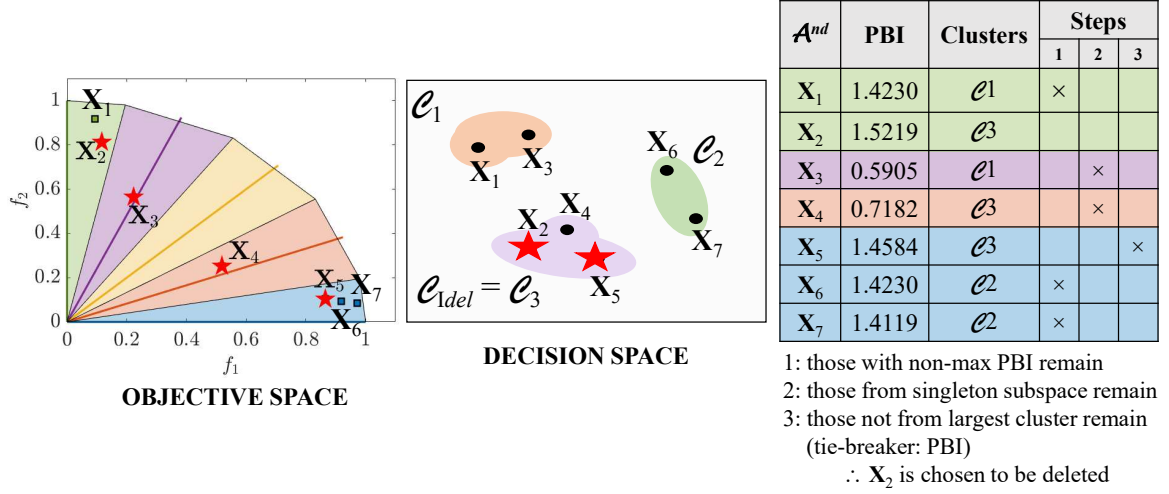 1
0.8
0.6
0.4
0.2
0
0 0.2 0.4 0.6 0.8 1
f₂
f₁
X₁
X₂
X₃
X₄
X₅ X₇
X₆
OBJECTIVE SPACE
𝒞₁
X₁ X₃
X₆ 𝒞₂
X₇
X₂ X₄
X₅
𝒞_Idel = 𝒞₃
DECISION SPACE
𝒜ⁿᵈ PBI Clusters Steps
1 2 3
X₁ 1.4230 𝒞1 ×
X₂ 1.5219 𝒞3
X₃ 0.5905 𝒞1 ×
X₄ 0.7182 𝒞3 ×
X₅ 1.4584 𝒞3 ×
X₆ 1.4230 𝒞2 ×
X₇ 1.4119 𝒞2 ×
1: those with non-max PBI remain
2: those from singleton subspace remain
3: those not from largest cluster remain
(tie-breaker: PBI)
∴ X₂ is chosen to be deleted